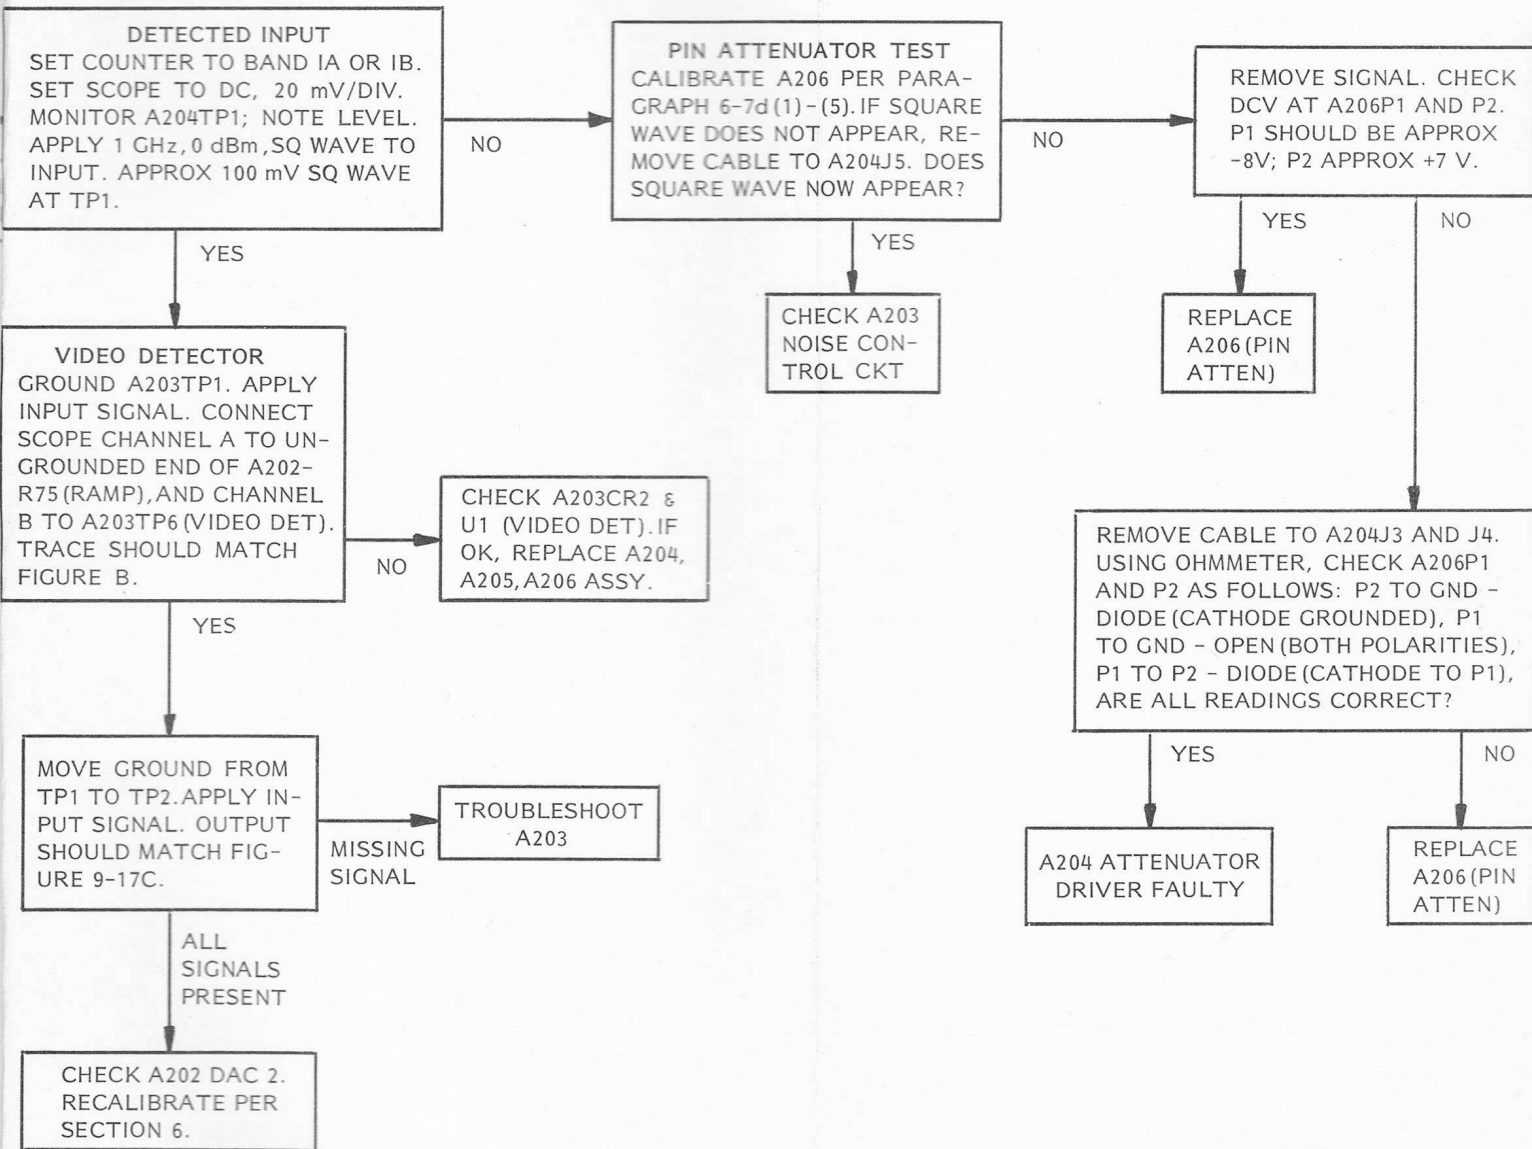 DETECTED INPUT
SET COUNTER TO BAND IA OR IB.
SET SCOPE TO DC, 20 mV/DIV.
MONITOR A204TP1; NOTE LEVEL.
APPLY 1 GHz, 0 dBm, SQ WAVE TO
INPUT. APPROX 100 mV SQ WAVE
AT TP1.
NO
YES
PIN ATTENUATOR TEST
CALIBRATE A206 PER PARA-
GRAPH 6-7d (1) - (5). IF SQUARE
WAVE DOES NOT APPEAR, RE-
MOVE CABLE TO A204J5. DOES
SQUARE WAVE NOW APPEAR?
NO
YES
REMOVE SIGNAL. CHECK
DCV AT A206P1 AND P2.
P1 SHOULD BE APPROX
-8V; P2 APPROX +7 V.
YES
NO
CHECK A203
NOISE CON-
TROL CKT
REPLACE
A206 (PIN
ATTEN)
VIDEO DETECTOR
GROUND A203TP1. APPLY
INPUT SIGNAL. CONNECT
SCOPE CHANNEL A TO UN-
GROUNDED END OF A202-
R75 (RAMP), AND CHANNEL
B TO A203TP6 (VIDEO DET).
TRACE SHOULD MATCH
FIGURE B.
NO
YES
CHECK A203CR2 &
U1 (VIDEO DET). IF
OK, REPLACE A204,
A205, A206 ASSY.
REMOVE CABLE TO A204J3 AND J4.
USING OHMMETER, CHECK A206P1
AND P2 AS FOLLOWS: P2 TO GND -
DIODE (CATHODE GROUNDED), P1
TO GND - OPEN (BOTH POLARITIES),
P1 TO P2 - DIODE (CATHODE TO P1),
ARE ALL READINGS CORRECT?
YES
NO
MOVE GROUND FROM
TP1 TO TP2. APPLY IN-
PUT SIGNAL. OUTPUT
SHOULD MATCH FIG-
URE 9-17C.
MISSING
SIGNAL
TROUBLESHOOT
A203
A204 ATTENUATOR
DRIVER FAULTY
REPLACE
A206 (PIN
ATTEN)
ALL
SIGNALS
PRESENT
CHECK A202 DAC 2.
RECALIBRATE PER
SECTION 6.